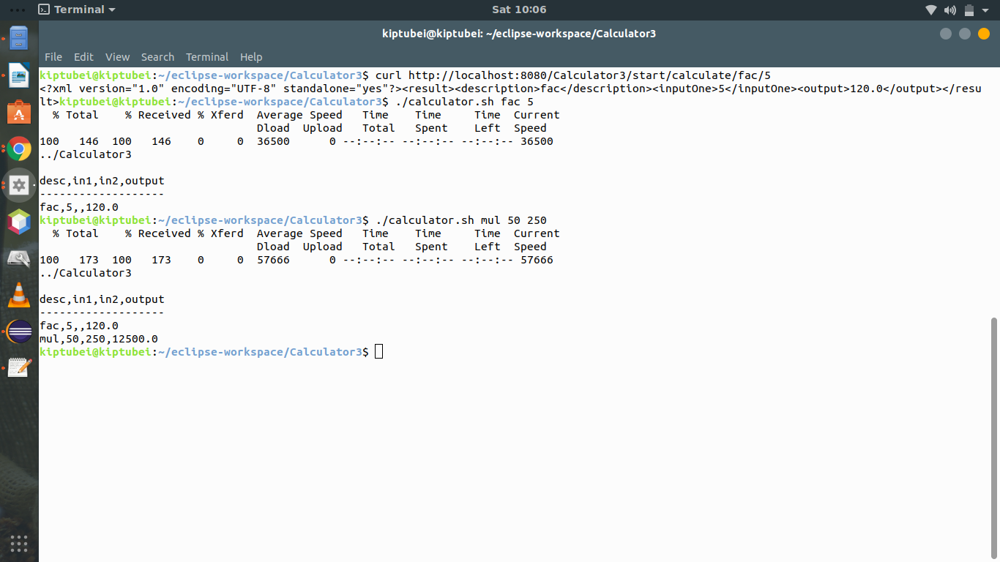 Terminal
Sat 10:06
kiptubei@kiptubei: ~/eclipse-workspace/Calculator3
File Edit View Search Terminal Help
kiptubei@kiptubei:~/eclipse-workspace/Calculator3$ curl http://localhost:8080/Calculator3/start/calculate/fac/5
<?xml version="1.0" encoding="UTF-8" standalone="yes"?><result><description>fac</description><inputOne>5</inputOne><output>120.0</output></resu
lt>kiptubei@kiptubei:~/eclipse-workspace/Calculator3$ ./calculator.sh fac 5
  % Total    % Received % Xferd  Average Speed   Time    Time     Time  Current
                                 Dload  Upload   Total   Spent    Left  Speed
100   146  100   146    0     0  36500      0 --:--:-- --:--:-- --:--:-- 36500
../Calculator3
desc,in1,in2,output
-------------------
fac,5,,120.0
kiptubei@kiptubei:~/eclipse-workspace/Calculator3$ ./calculator.sh mul 50 250
  % Total    % Received % Xferd  Average Speed   Time    Time     Time  Current
                                 Dload  Upload   Total   Spent    Left  Speed
100   173  100   173    0     0  57666      0 --:--:-- --:--:-- --:--:-- 57666
../Calculator3
desc,in1,in2,output
-------------------
fac,5,,120.0
mul,50,250,12500.0
kiptubei@kiptubei:~/eclipse-workspace/Calculator3$